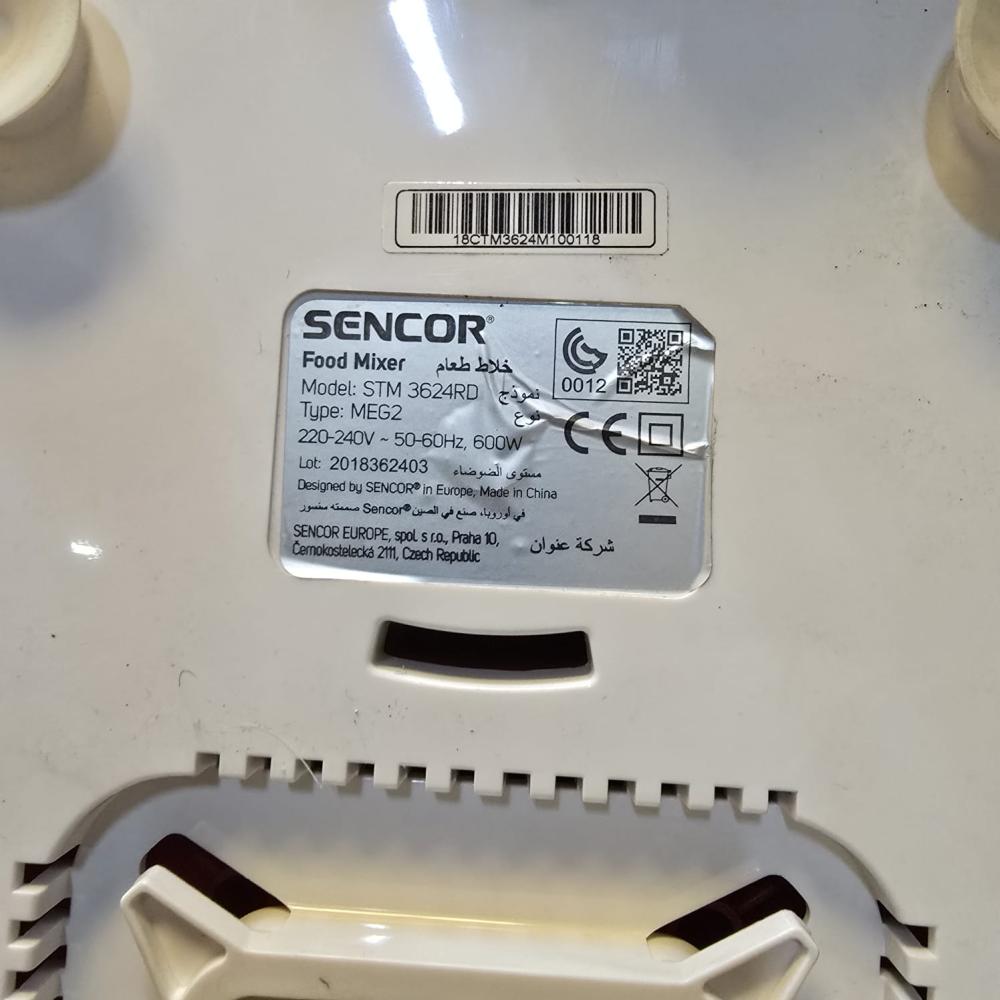 18CTM3624M100118
SENCOR®
Food Mixer خلاط طعام
Model: STM 3624RD نموذج
Type: MEG2 نوع
220-240V ~ 50-60Hz, 600W
Lot: 2018362403 مستوى الضوضاء
Designed by SENCOR® in Europe, Made in China
صممته سنسور Sencor® في أوروبا، صنع في الصين
SENCOR EUROPE, spol. s r.o., Praha 10,
Černokostelecká 2111, Czech Republic
شركة عنوان
0012
CE